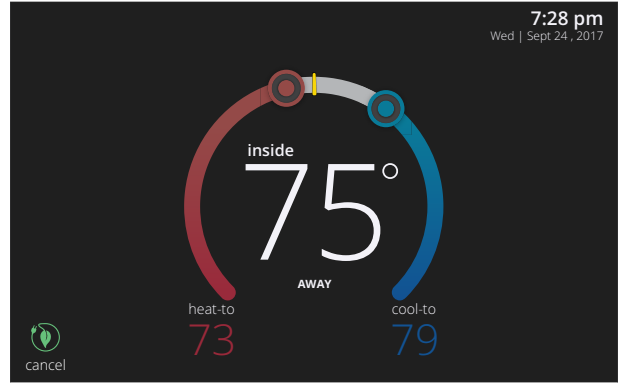 7:28 pm
Wed | Sept 24 , 2017
inside
75°
AWAY
heat-to
73
cool-to
79
cancel